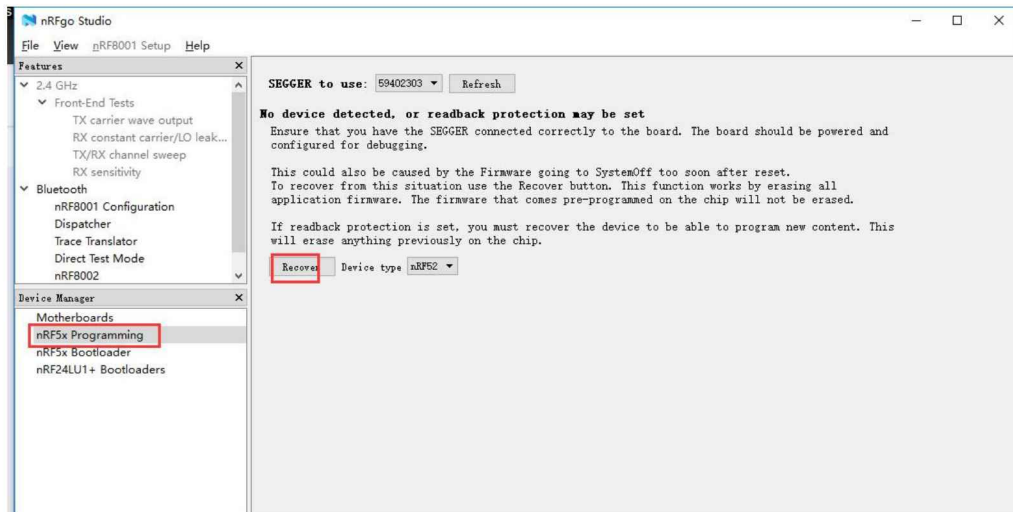 S
nRFgo Studio
File View nRF8001 Setup Help
Features
2.4 GHz
Front-End Tests
TX carrier wave output
RX constant carrier/LO leak...
TX/RX channel sweep
RX sensitivity
Bluetooth
nRF8001 Configuration
Dispatcher
Trace Translator
Direct Test Mode
nRF8002
Device Manager
Motherboards
nRF5x Programming
nRF5x Bootloader
nRF24LU1+ Bootloaders
SEGGER to use: 59402303 Refresh
No device detected, or readback protection may be set
Ensure that you have the SEGGER connected correctly to the board. The board should be powered and
configured for debugging.
This could also be caused by the Firmware going to SystemOff too soon after reset.
To recover from this situation use the Recover button. This function works by erasing all
application firmware. The firmware that comes pre-programmed on the chip will not be erased.
If readback protection is set, you must recover the device to be able to program new content. This
will erase anything previously on the chip.
Recover Device type nRF52